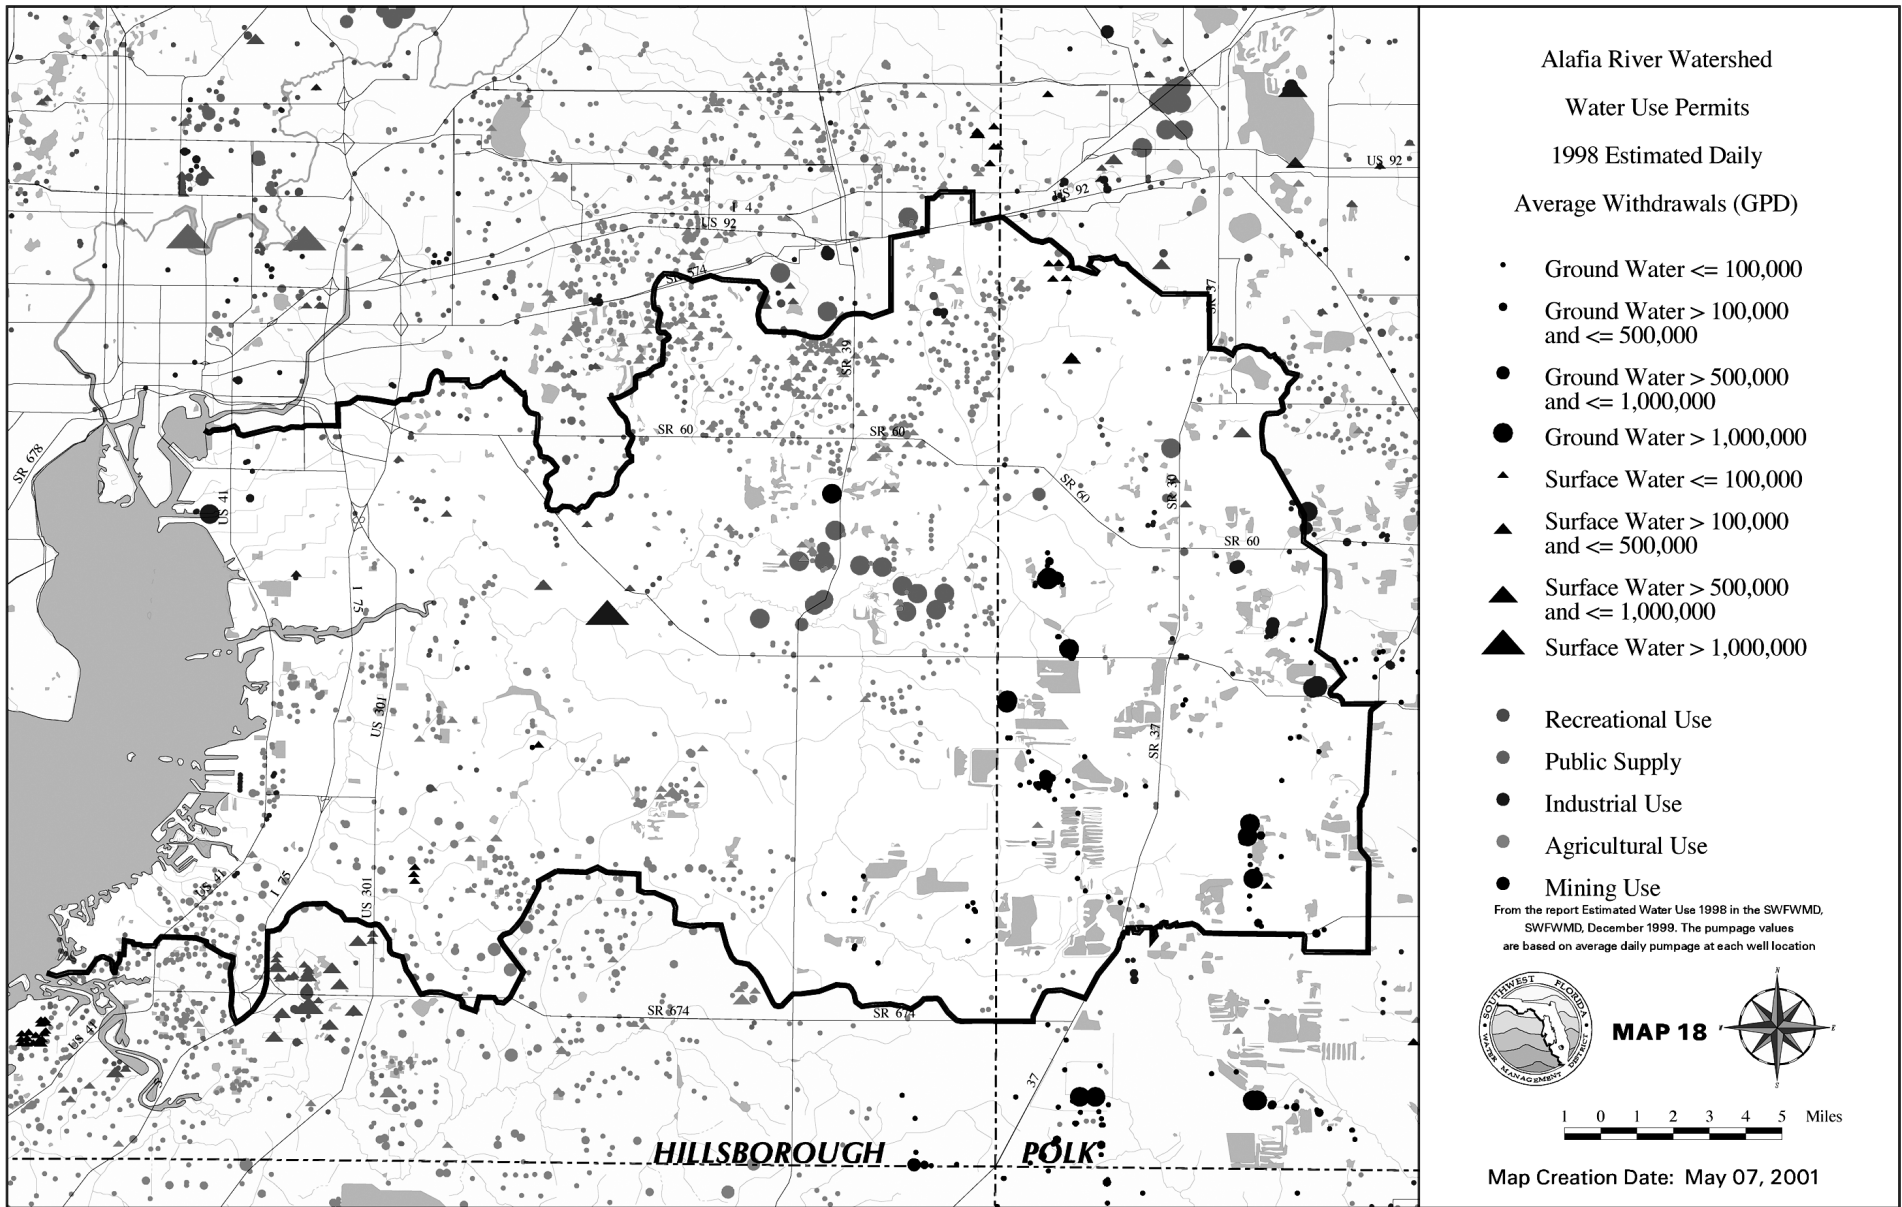 Alafia River Watershed
Water Use Permits
1998 Estimated Daily
Average Withdrawals (GPD)
Ground Water <= 100,000
Ground Water > 100,000
and <= 500,000
Ground Water > 500,000
and <= 1,000,000
Ground Water > 1,000,000
Surface Water <= 100,000
Surface Water > 100,000
and <= 500,000
Surface Water > 500,000
and <= 1,000,000
Surface Water > 1,000,000
Recreational Use
Public Supply
Industrial Use
Agricultural Use
Mining Use
From the report Estimated Water Use 1998 in the SWFWMD,
SWFWMD, December 1999. The pumpage values
are based on average daily pumpage at each well location
SOUTHWEST FLORIDA
WATER MANAGEMENT DISTRICT
MAP 18
N
E
S
W
1 0 1 2 3 4 5 Miles
Map Creation Date: May 07, 2001
US 92
US 92
I 4
US 92
SR 574
SR 37
SR 39
SR 60
SR 60
SR 678
US 41
SR 60
SR 30
SR 60
I 75
US 301
SR 37
US 41
I 75
US 301
SR 674
SR 674
US 41
37
HILLSBOROUGH
POLK